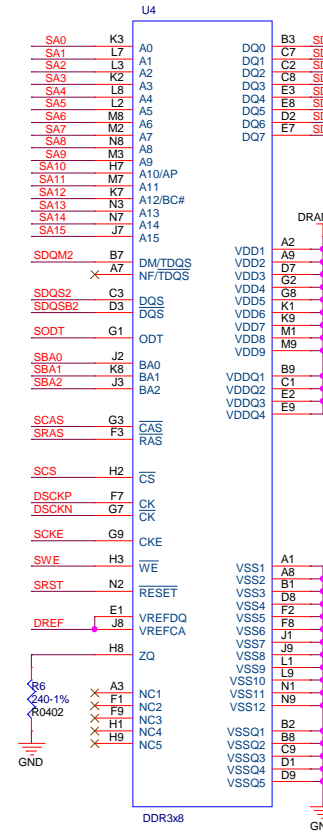 U4
SA0 K3 A0 DQ0 B3 SD
SA1 L7 A1 DQ1 C7 SD
SA2 L3 A2 DQ2 C2 SD
SA3 K2 A3 DQ3 C8 SD
SA4 L8 A4 DQ4 E3 SD
SA5 L2 A5 DQ5 E8 SD
SA6 M8 A6 DQ6 D2 SD
SA7 M2 A7 DQ7 E7 SD
SA8 N8 A8
SA9 M3 A9
SA10 H7 A10/AP
SA11 M7 A11
SA12 K7 A12/BC#
SA13 N3 A13
SA14 N7 A14
SA15 J7 A15
DRAM
VDD1 A2
SDQM2 B7 DM/TDQS VDD2 A9
A7 NF/TDQS VDD3 D7
VDD4 G2
SDQS2 C3 DQS VDD5 G8
SDQSB2 D3 DQS VDD6 K1
VDD7 K9
SODT G1 ODT VDD8 M1
VDD9 M9
SBA0 J2 BA0
SBA1 K8 BA1 VDDQ1 B9
SBA2 J3 BA2 VDDQ2 C1
VDDQ3 E2
VDDQ4 E9
SCAS G3 CAS
SRAS F3 RAS
SCS H2 CS
DSCKP F7 CK
DSCKN G7 CK
SCKE G9 CKE
SWE H3 WE VSS1 A1
VSS2 A8
SRST N2 RESET VSS3 B1
VSS4 D8
E1 VREFDQ VSS5 F2
DREF J8 VREFCA VSS6 F8
VSS7 J1
H8 ZQ VSS8 J9
VSS9 L1
VSS10 L9
R6 A3 NC1 VSS11 N1
240-1% F1 NC2 VSS12 N9
R0402 F9 NC3
H1 NC4 VSSQ1 B2
H9 NC5 VSSQ2 B8
VSSQ3 C9
GND VSSQ4 D1
VSSQ5 D9
DDR3x8
GN